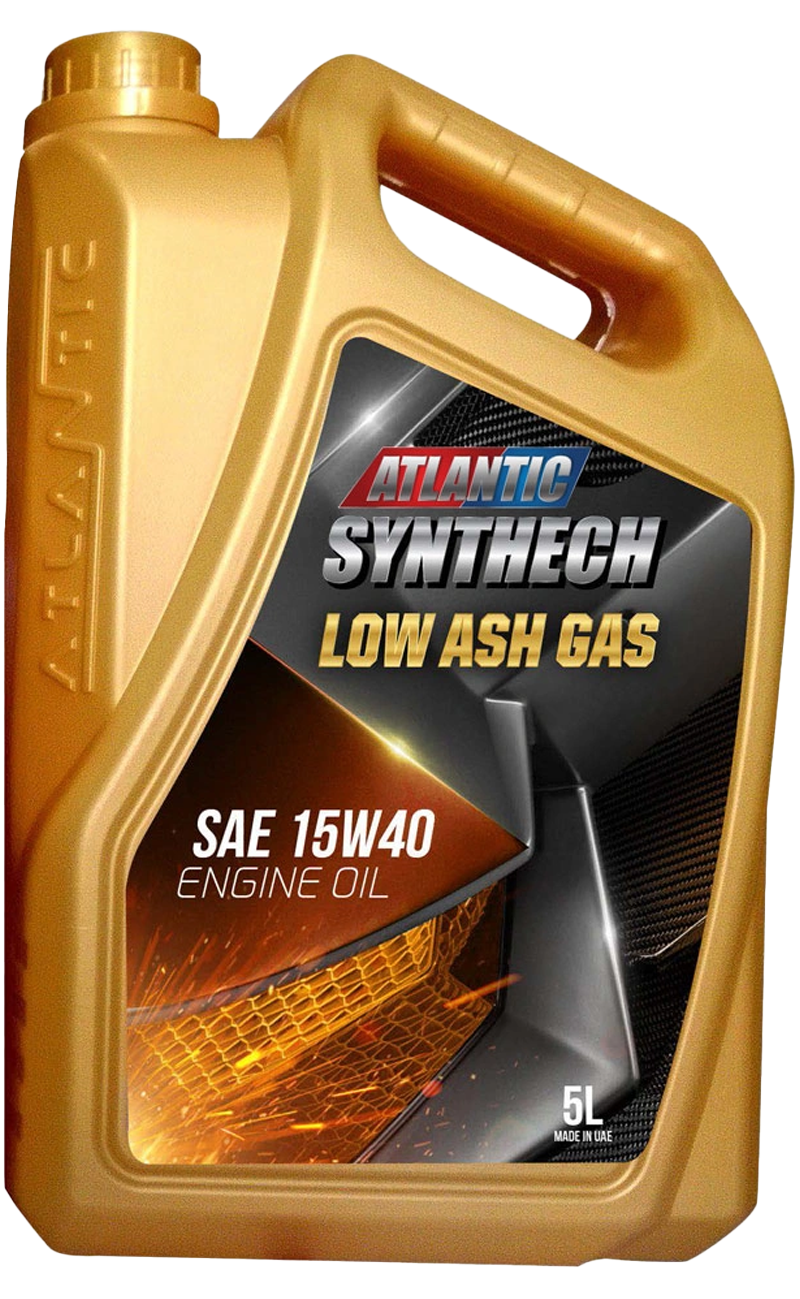 ATLANTIC
ATLANTIC
SYNTHECH
LOW ASH GAS
SAE 15W40
ENGINE OIL
5L
MADE IN UAE